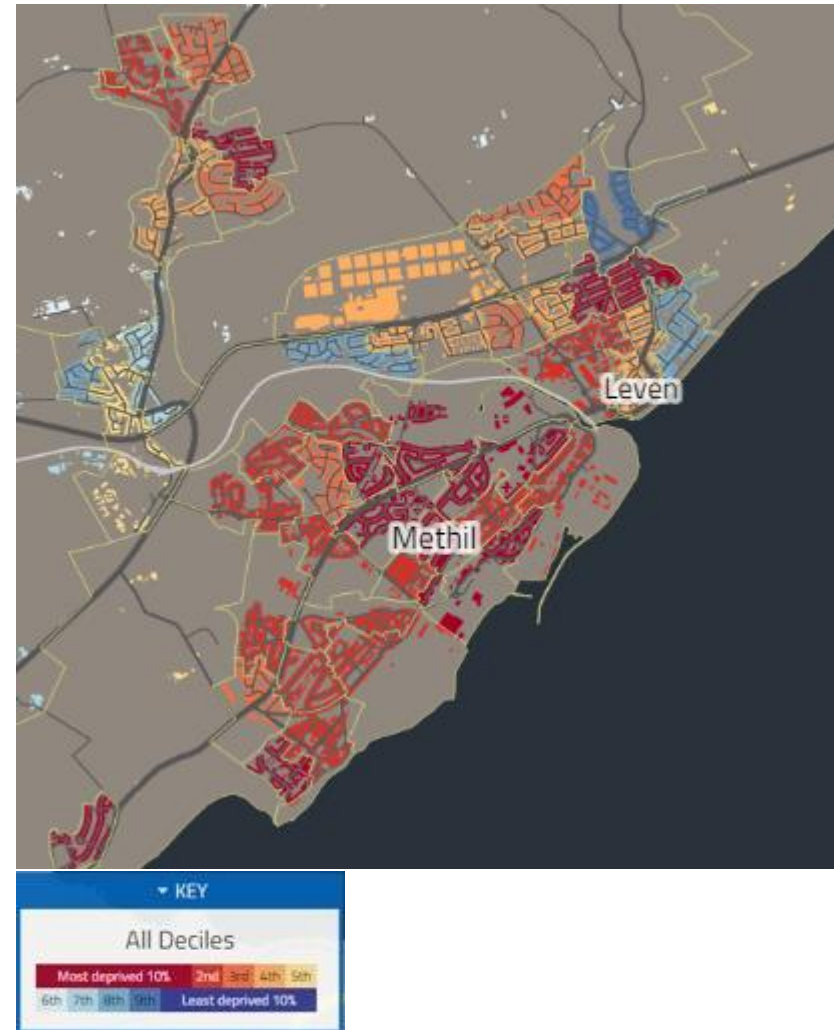 Leven
Methil
KEY
All Deciles
Most deprived 10% 2nd 3rd 4th 5th
6th 7th 8th 9th Least deprived 10%